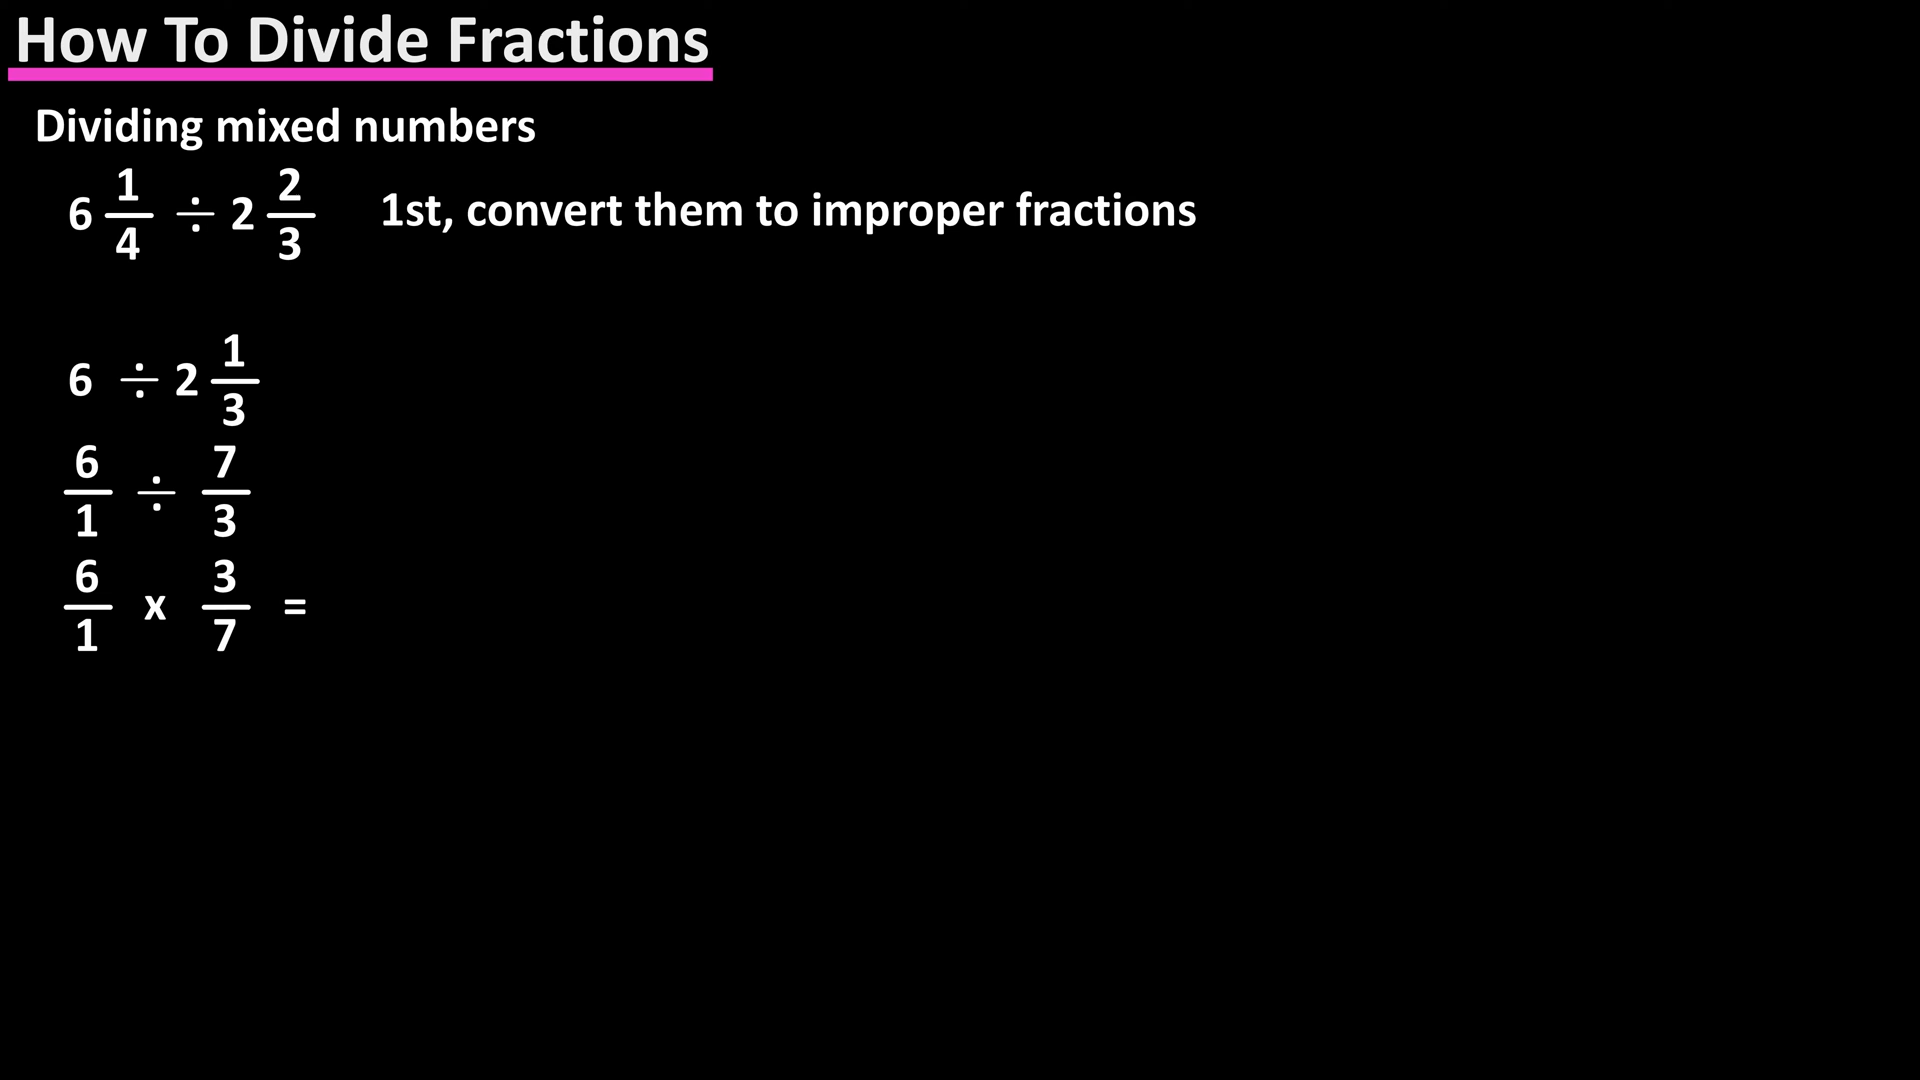 How To Divide Fractions
Dividing mixed numbers
6 1/4 ÷ 2 2/3 1st, convert them to improper fractions
6 ÷ 2 1/3
6/1 ÷ 7/3
6/1 x 3/7 =